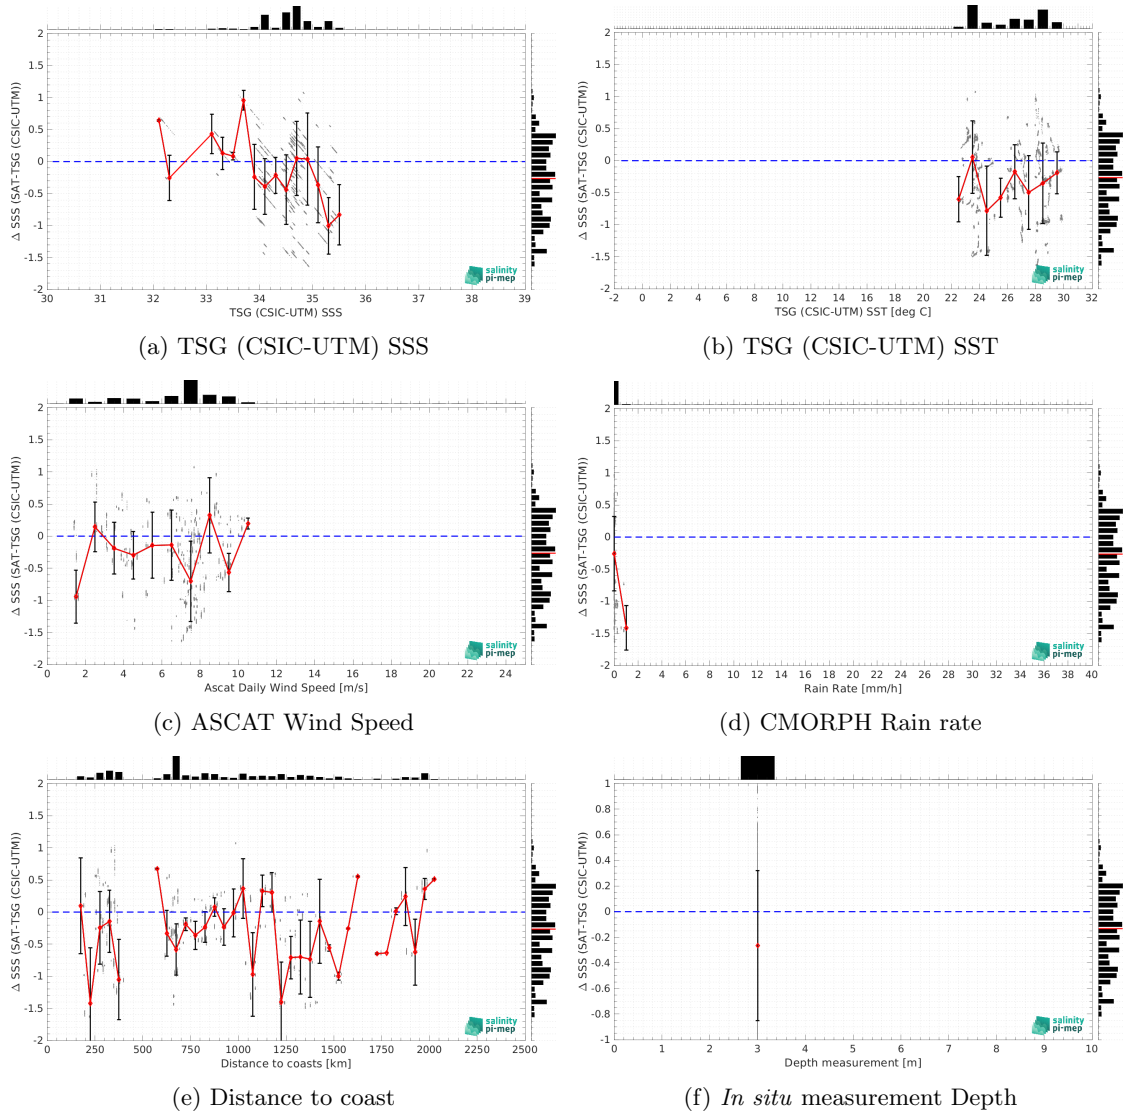 2
1.5
1
0.5
0
-0.5
-1
-1.5
-2
Δ SSS (SAT-TSG (CSIC-UTM))
30 31 32 33 34 35 36 37 38 39
TSG (CSIC-UTM) SSS
salinity
pi-mep
(a) TSG (CSIC-UTM) SSS
2
1.5
1
0.5
0
-0.5
-1
-1.5
-2
Δ SSS (SAT-TSG (CSIC-UTM))
-2 0 2 4 6 8 10 12 14 16 18 20 22 24 26 28 30 32
TSG (CSIC-UTM) SST [deg C]
salinity
pi-mep
(b) TSG (CSIC-UTM) SST
2
1.5
1
0.5
0
-0.5
-1
-1.5
-2
Δ SSS (SAT-TSG (CSIC-UTM))
0 2 4 6 8 10 12 14 16 18 20 22 24
Ascat Daily Wind Speed [m/s]
salinity
pi-mep
(c) ASCAT Wind Speed
2
1.5
1
0.5
0
-0.5
-1
-1.5
-2
Δ SSS (SAT-TSG (CSIC-UTM))
0 2 4 6 8 10 12 14 16 18 20 22 24 26 28 30 32 34 36 38 40
Rain Rate [mm/h]
salinity
pi-mep
(d) CMORPH Rain rate
2
1.5
1
0.5
0
-0.5
-1
-1.5
-2
Δ SSS (SAT-TSG (CSIC-UTM))
0 250 500 750 1000 1250 1500 1750 2000 2250 2500
Distance to coasts [km]
salinity
pi-mep
(e) Distance to coast
1
0.8
0.6
0.4
0.2
0
-0.2
-0.4
-0.6
-0.8
-1
Δ SSS (SAT-TSG (CSIC-UTM))
0 1 2 3 4 5 6 7 8 9 10
Depth measurement [m]
salinity
pi-mep
(f) In situ measurement Depth